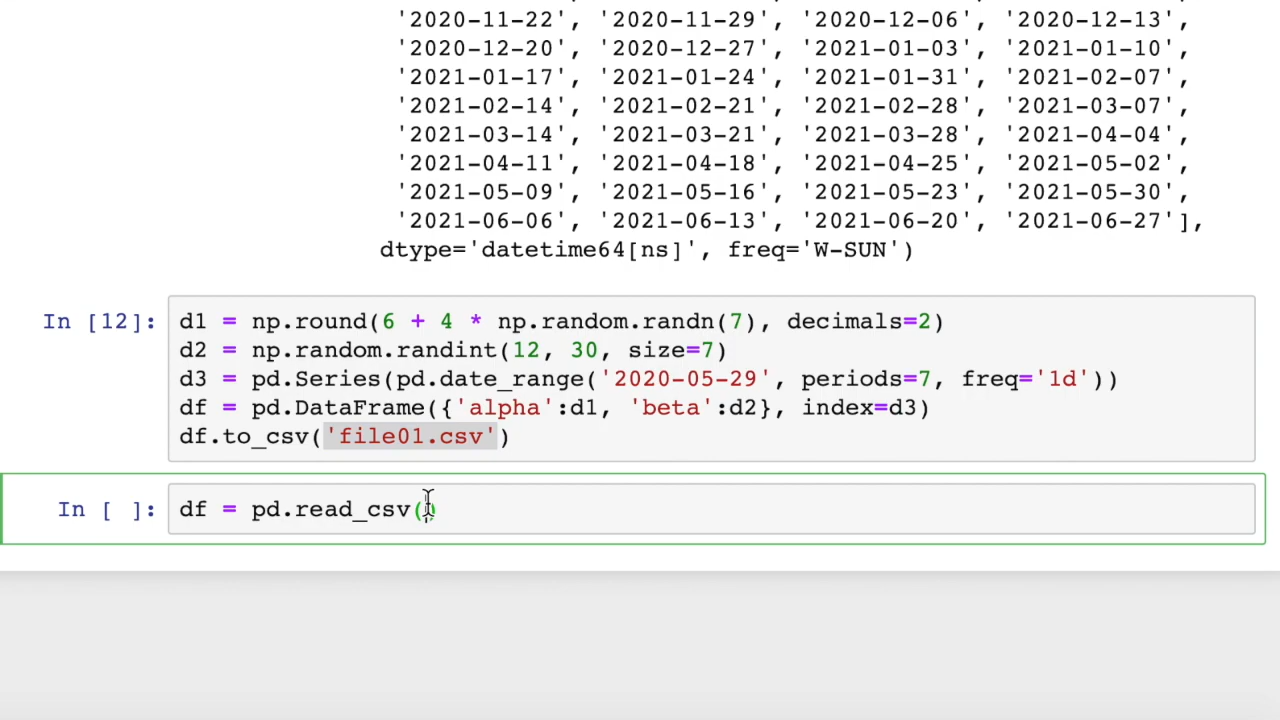 '2020-11-22', '2020-11-29', '2020-12-06', '2020-12-13',
'2020-12-20', '2020-12-27', '2021-01-03', '2021-01-10',
'2021-01-17', '2021-01-24', '2021-01-31', '2021-02-07',
'2021-02-14', '2021-02-21', '2021-02-28', '2021-03-07',
'2021-03-14', '2021-03-21', '2021-03-28', '2021-04-04',
'2021-04-11', '2021-04-18', '2021-04-25', '2021-05-02',
'2021-05-09', '2021-05-16', '2021-05-23', '2021-05-30',
'2021-06-06', '2021-06-13', '2021-06-20', '2021-06-27'],
dtype='datetime64[ns]', freq='W-SUN')
In [12]: d1 = np.round(6 + 4 * np.random.randn(7), decimals=2)
d2 = np.random.randint(12, 30, size=7)
d3 = pd.Series(pd.date_range('2020-05-29', periods=7, freq='1d'))
df = pd.DataFrame({'alpha':d1, 'beta':d2}, index=d3)
df.to_csv('file01.csv')
In [ ]: df = pd.read_csv()